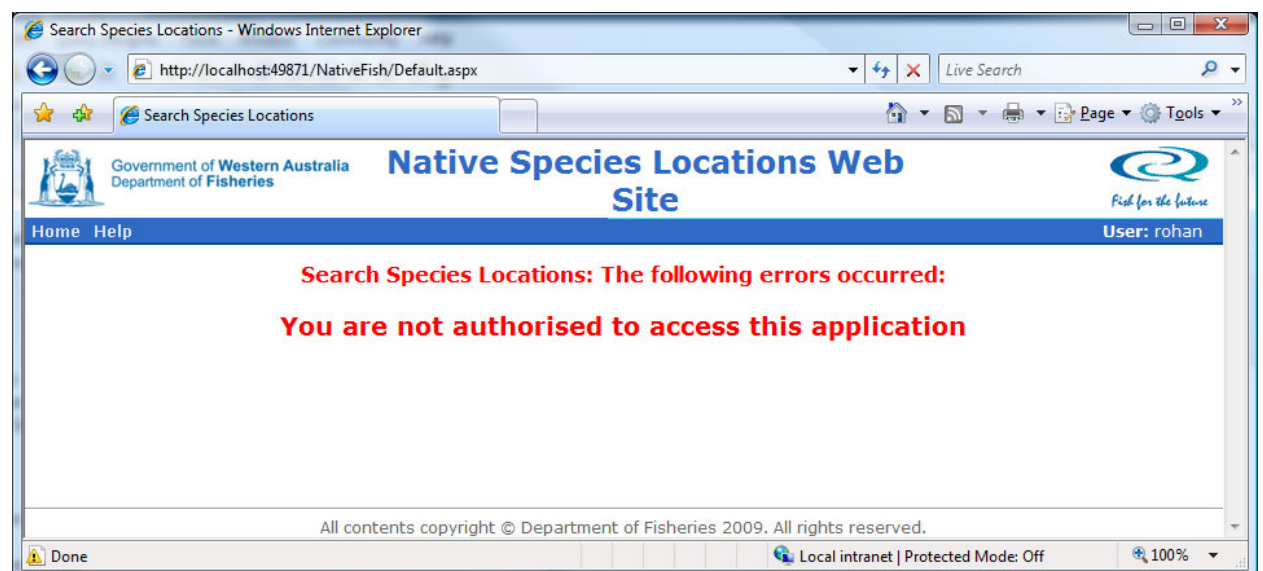 Search Species Locations - Windows Internet Explorer
http://localhost:49871/NativeFish/Default.aspx
Live Search
Search Species Locations
Page
Tools
Government of Western Australia
Department of Fisheries
Native Species Locations Web
Site
Fish for the future
Home Help
User: rohan
Search Species Locations: The following errors occurred:
You are not authorised to access this application
All contents copyright © Department of Fisheries 2009. All rights reserved.
Done
Local intranet | Protected Mode: Off
100%